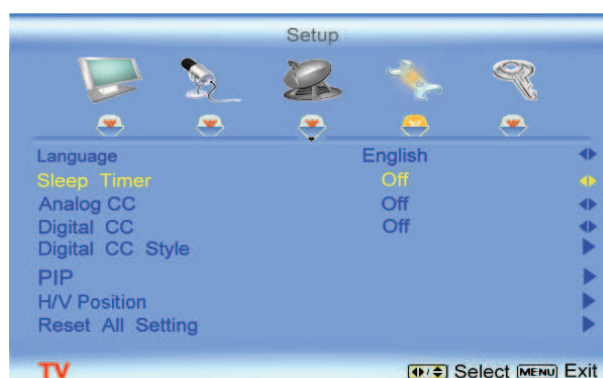 Setup
Language English
Sleep Timer Off
Analog CC Off
Digital CC Off
Digital CC Style
PIP
H/V Position
Reset All Setting
TV Select MENU Exit